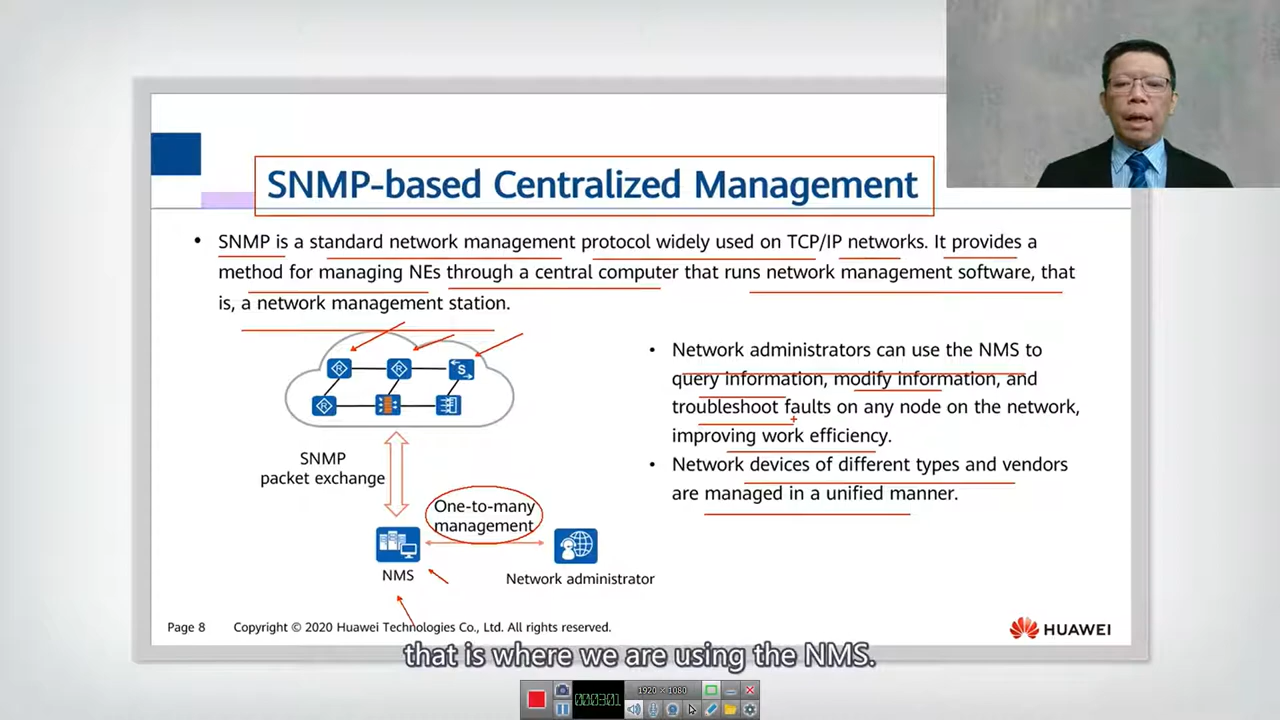 SNMP-based Centralized Management
• SNMP is a standard network management protocol widely used on TCP/IP networks. It provides a
method for managing NEs through a central computer that runs network management software, that
is, a network management station.
R R S
R
SNMP
packet exchange
One-to-many
management
NMS
Network administrator
• Network administrators can use the NMS to
query information, modify information, and
troubleshoot faults on any node on the network,
improving work efficiency.
• Network devices of different types and vendors
are managed in a unified manner.
Page 8 Copyright © 2020 Huawei Technologies Co., Ltd. All rights reserved.
HUAWEI
that is where we are using the NMS.
000301
1920 × 1080